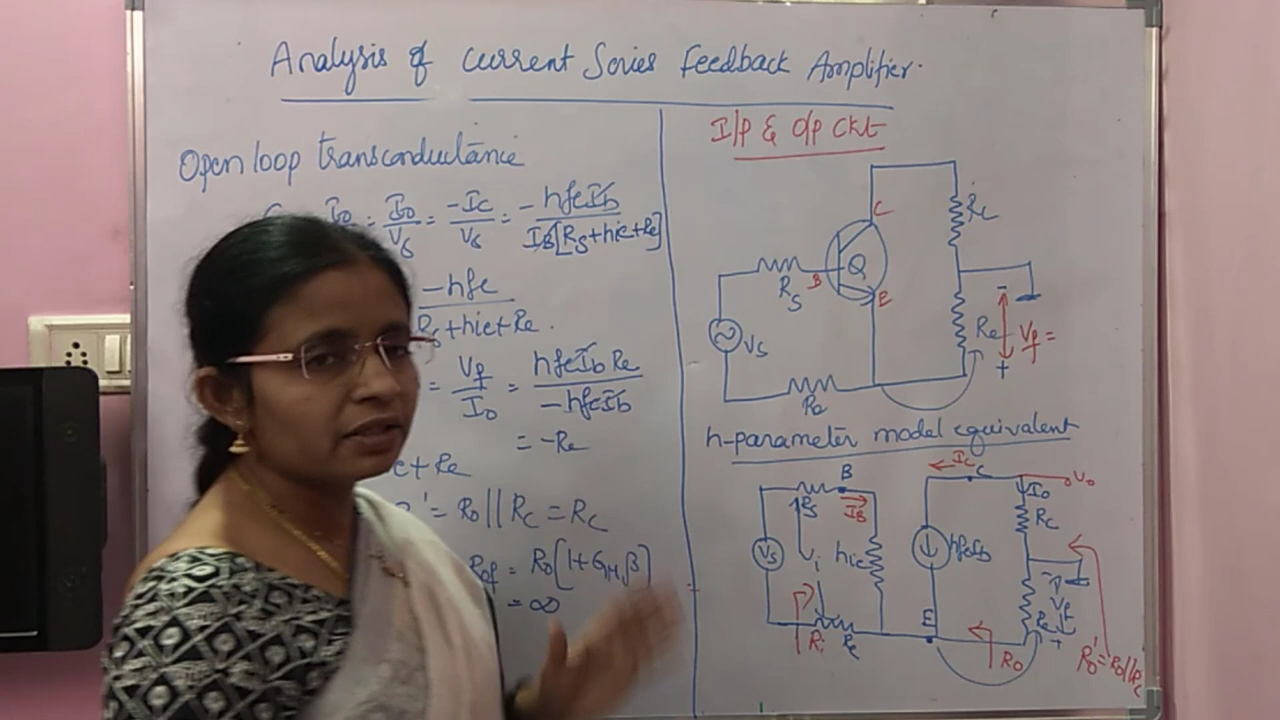 Analysis of current Series Feedback Amplifier.
Open loop transconductance
= Io/Vs = -Ic/Vs = -hfeIb/IB[Rs+hie+Re]
-hfe/Rs+hie+Re.
= Vf/Io = hfeIbRe/-hfeIb
= -Re
e+Re
' = Ro||Rc = Rc
Rof = Ro[1+GMβ]
= ∞
I/P & O/P Ckt
C
Rc
Q
B
Rs
E
Vs
Re
- Vf = +
Re
h-parameter model equivalent
Ic C Vo
B
Rs
IB
Io
Rc
Vs
Vi
hie
hfeIb
Vf
+
Re
E
Ri
Re
Ro
Ro'=Ro||Rc